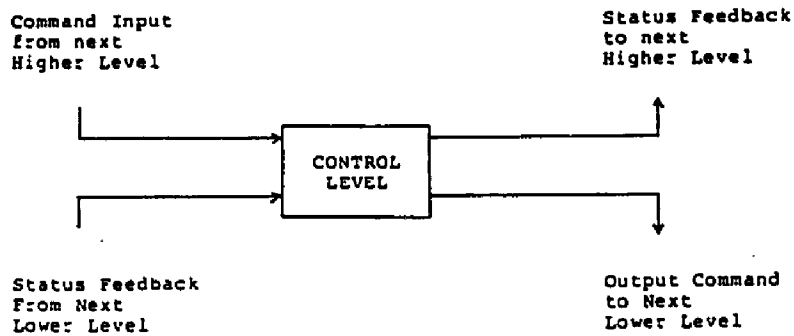 Command Input
from next
Higher Level
Status Feedback
to next
Higher Level
CONTROL
LEVEL
Status Feedback
From Next
Lower Level
Output Command
to Next
Lower Level